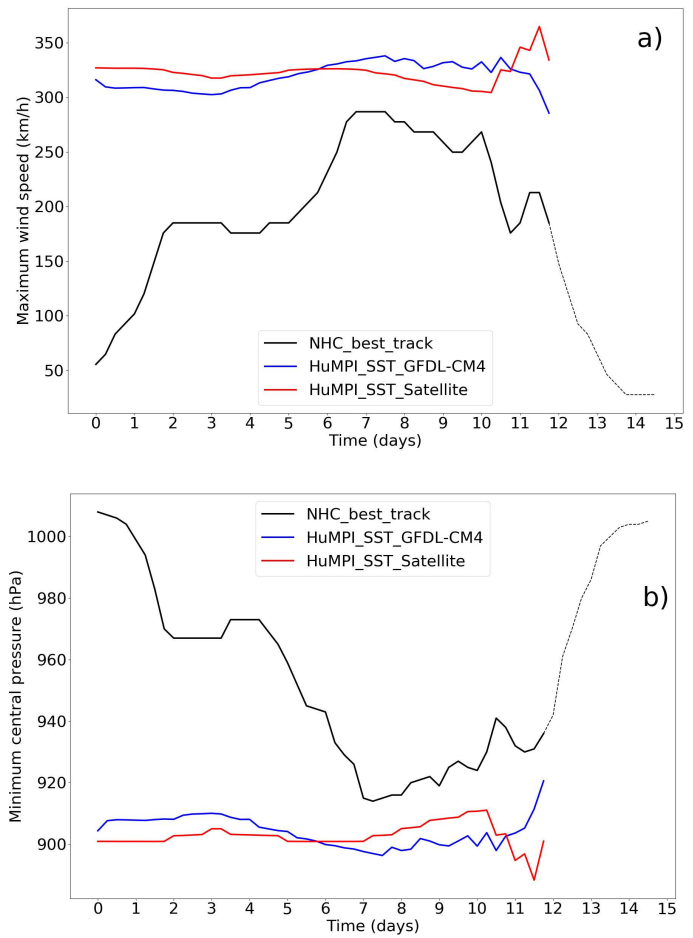 a)
350
300
250
200
150
100
50
Maximum wind speed (km/h)
NHC_best_track
HuMPI_SST_GFDL-CM4
HuMPI_SST_Satellite
0 1 2 3 4 5 6 7 8 9 10 11 12 13 14 15
Time (days)
NHC_best_track
HuMPI_SST_GFDL-CM4
HuMPI_SST_Satellite
b)
1000
980
960
940
920
900
Minimum central pressure (hPa)
0 1 2 3 4 5 6 7 8 9 10 11 12 13 14 15
Time (days)